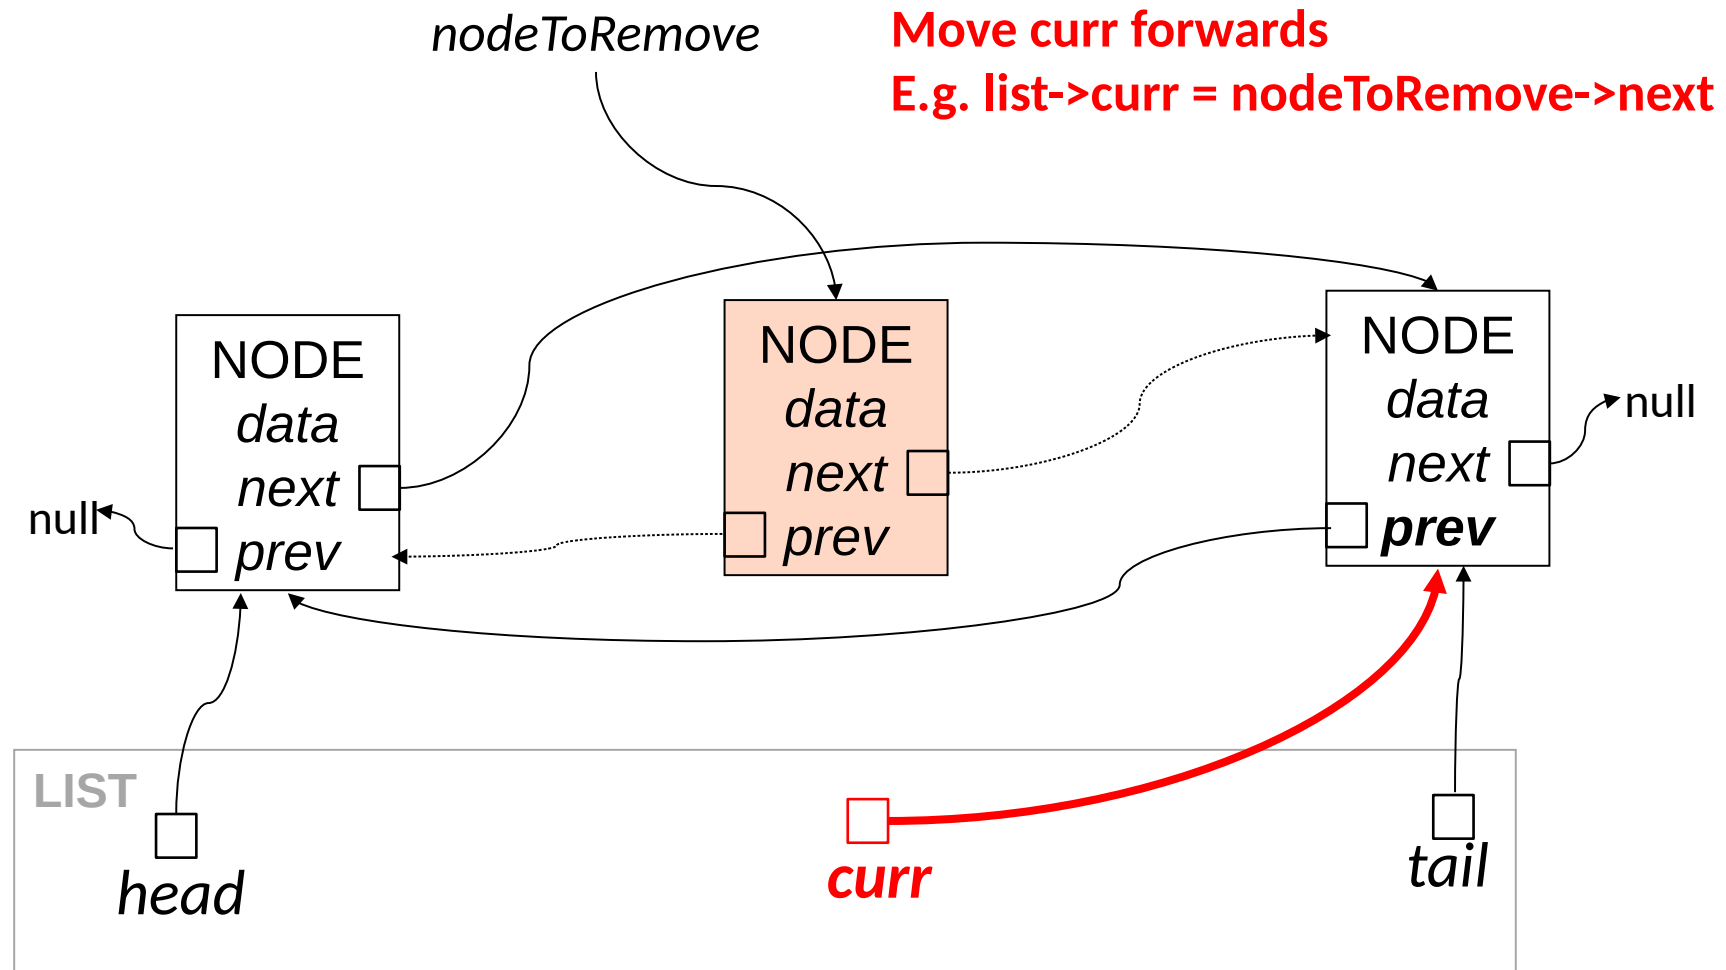 nodeToRemove
Move curr forwards
E.g. list->curr = nodeToRemove->next
NODE
data
next
prev
null
NODE
data
next
prev
NODE
data
next
prev
null
LIST
head
curr
tail